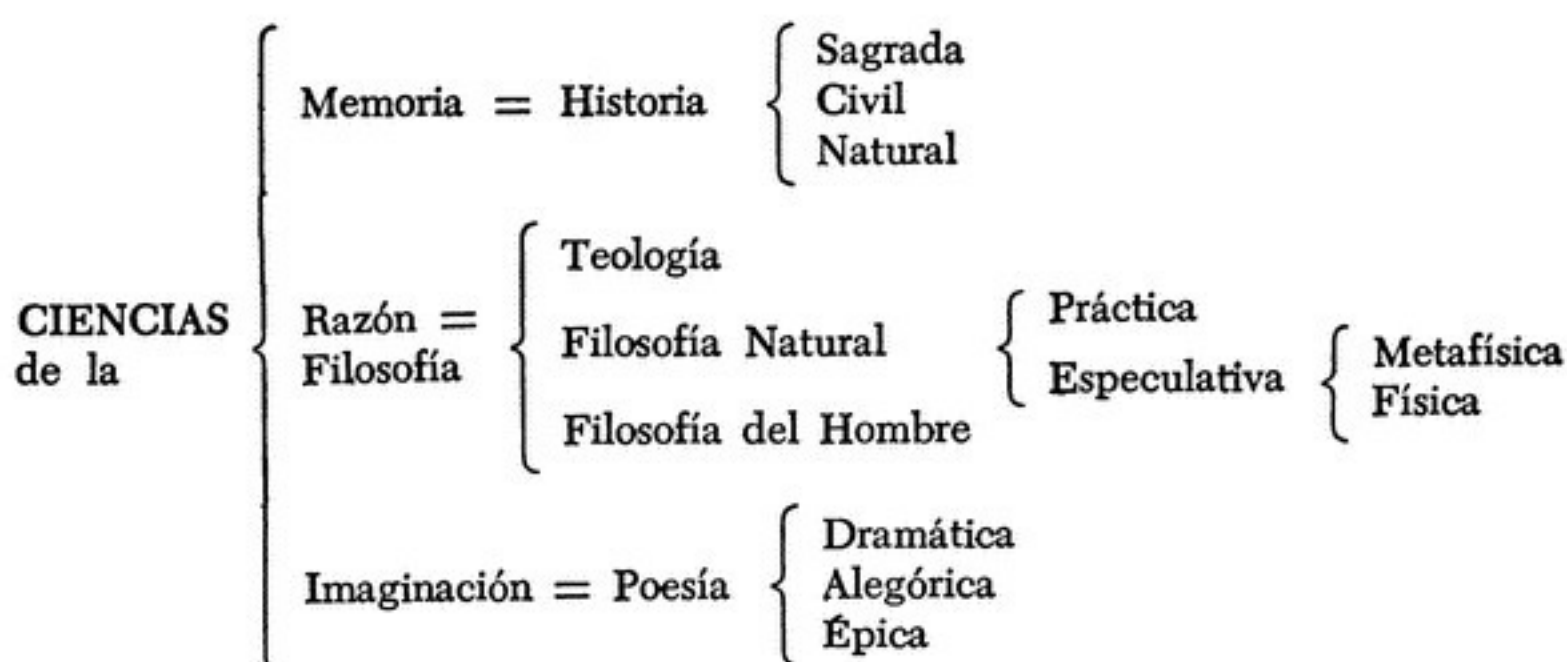 CIENCIAS
de la
Memoria = Historia
Sagrada
Civil
Natural
Razón =
Filosofía
Teología
Filosofía Natural
Filosofía del Hombre
Práctica
Especulativa
Metafísica
Física
Imaginación = Poesía
Dramática
Alegórica
Épica